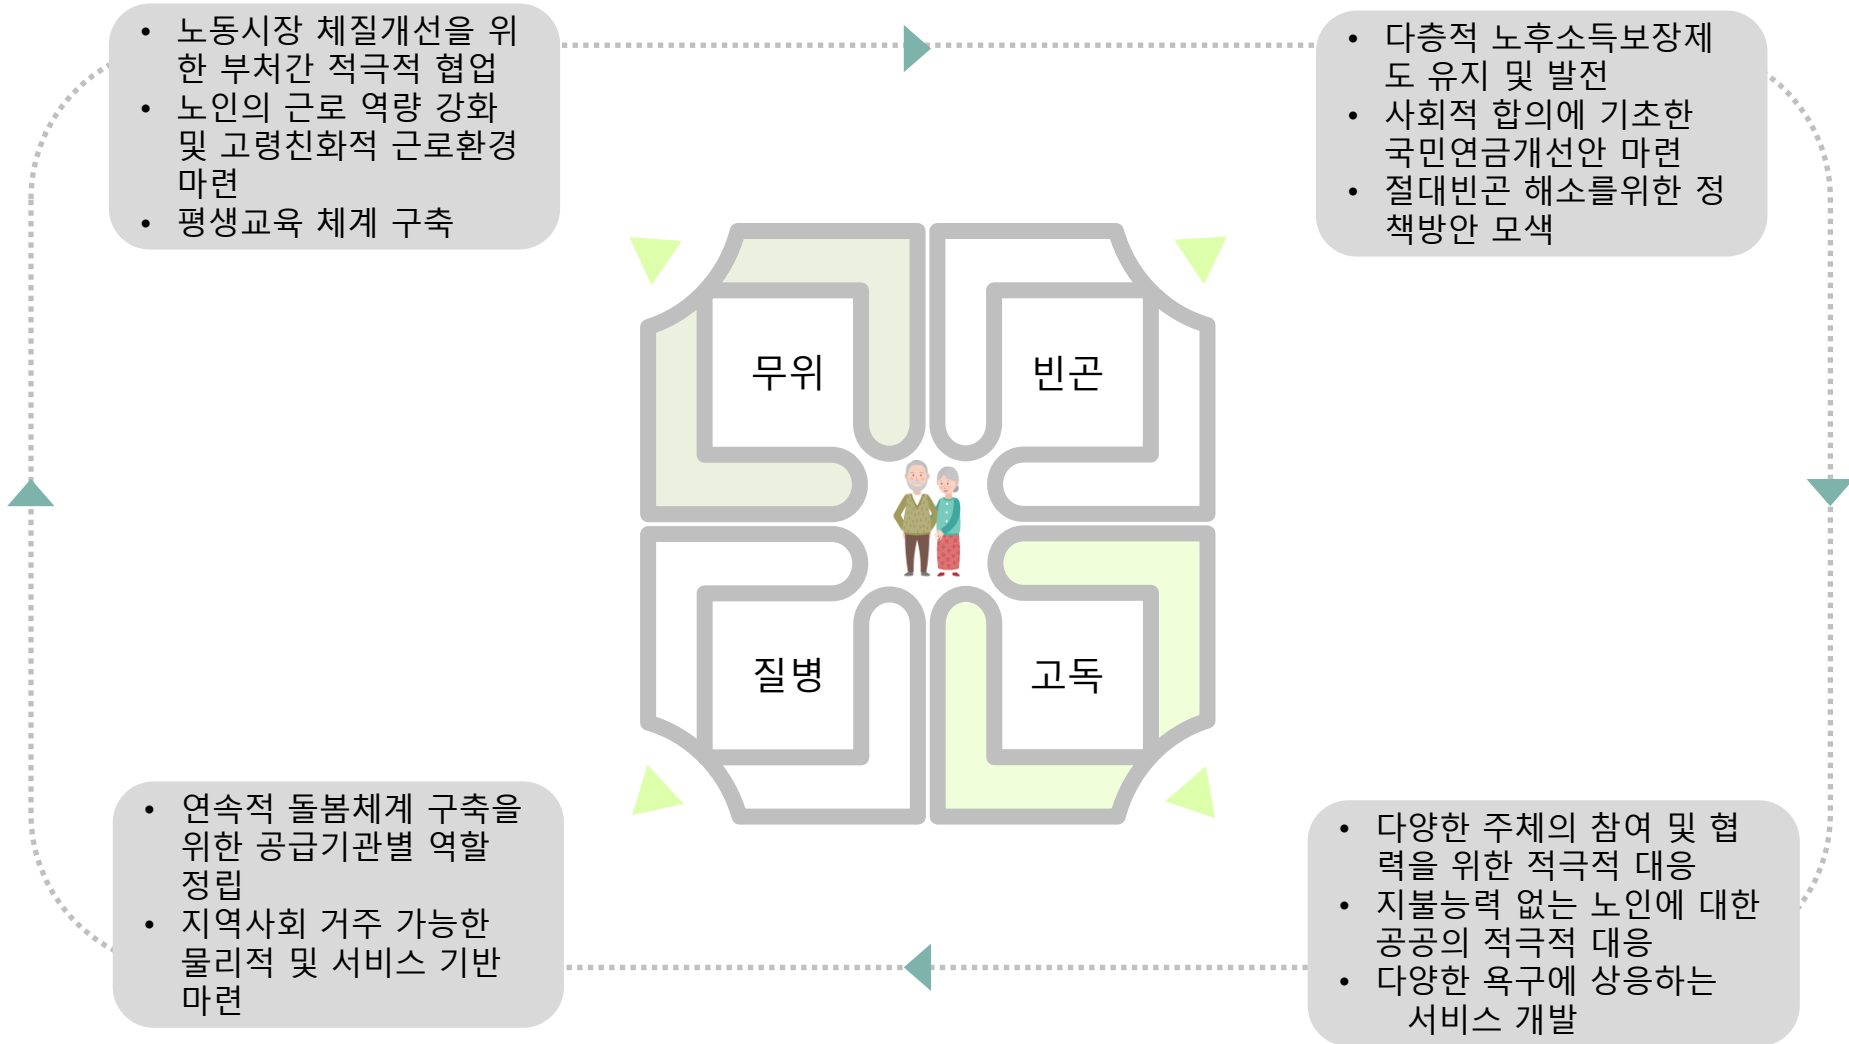 • 노동시장 체질개선을 위
한 부처간 적극적 협업
• 노인의 근로 역량 강화
및 고령친화적 근로환경
마련
• 평생교육 체계 구축
• 다층적 노후소득보장제
도 유지 및 발전
• 사회적 합의에 기초한
국민연금개선안 마련
• 절대빈곤 해소를위한 정
책방안 모색
무위
빈곤
질병
고독
• 연속적 돌봄체계 구축을
위한 공급기관별 역할
정립
• 지역사회 거주 가능한
물리적 및 서비스 기반
마련
• 다양한 주체의 참여 및 협
력을 위한 적극적 대응
• 지불능력 없는 노인에 대한
공공의 적극적 대응
• 다양한 욕구에 상응하는
서비스 개발